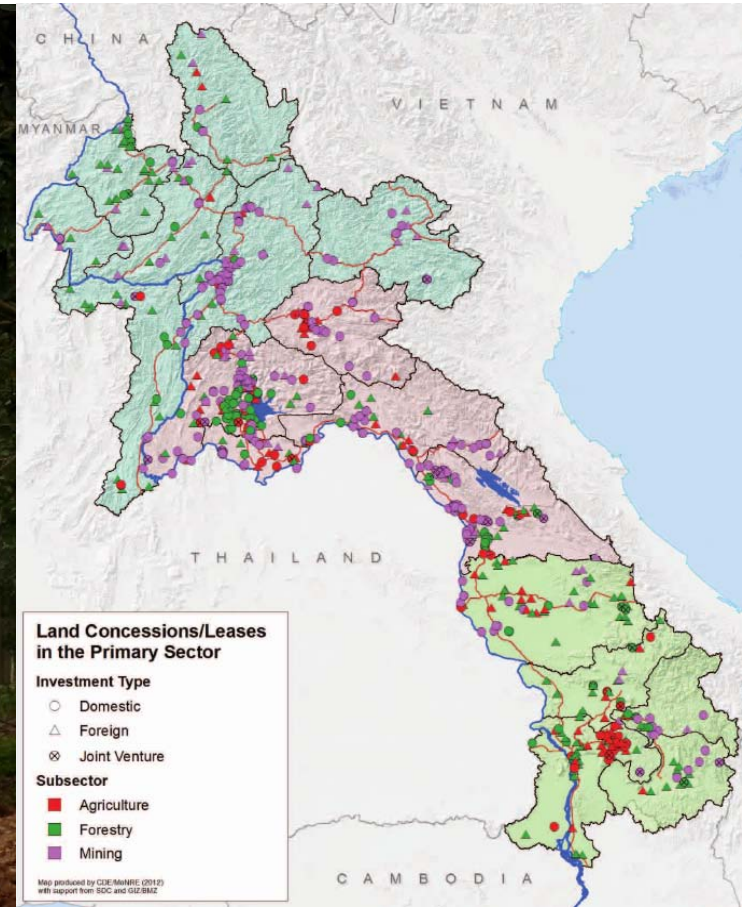 CHINA
VIETNAM
MYANMAR
THAILAND
CAMBODIA
Land Concessions/Leases
in the Primary Sector
Investment Type
Domestic
Foreign
Joint Venture
Subsector
Agriculture
Forestry
Mining
Map produced by CDE/MoNRE (2012)
with support from SDC and GIZ/BMZ